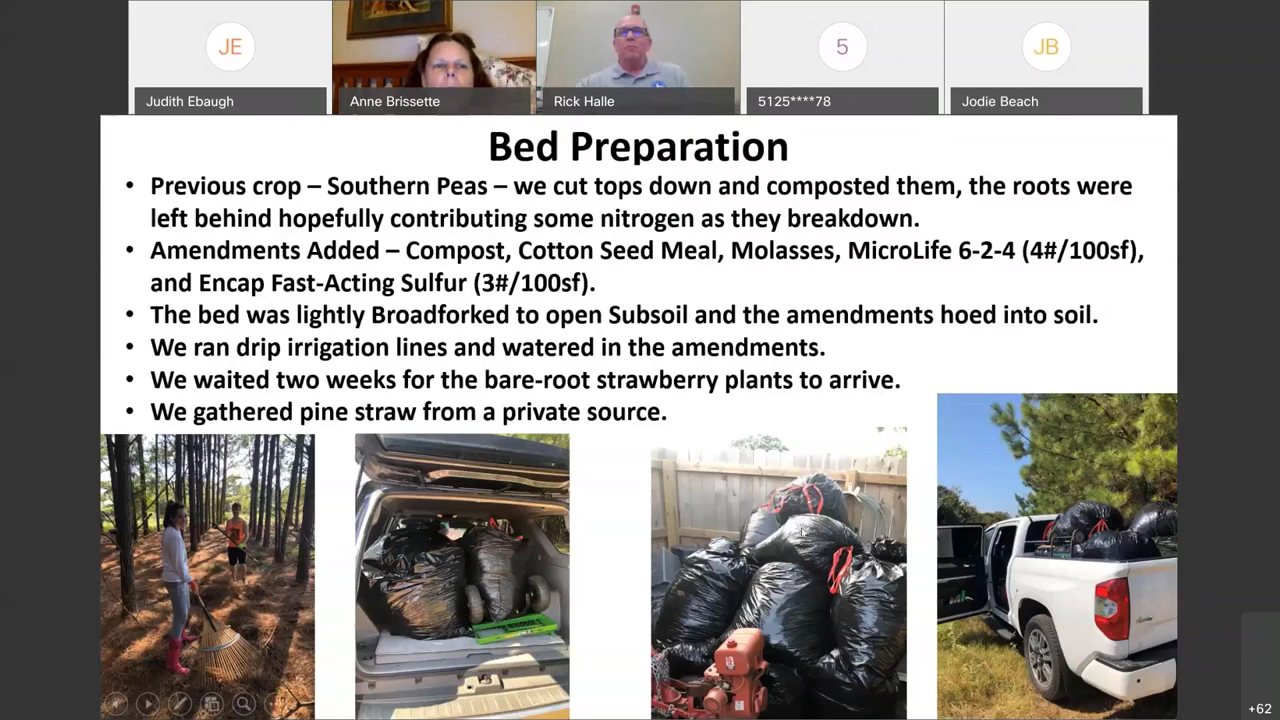 JE
5
JB
Judith Ebaugh
Anne Brissette
Rick Halle
5125****78
Jodie Beach
Bed Preparation
• Previous crop – Southern Peas – we cut tops down and composted them, the roots were
left behind hopefully contributing some nitrogen as they breakdown.
• Amendments Added – Compost, Cotton Seed Meal, Molasses, MicroLife 6-2-4 (4#/100sf),
and Encap Fast-Acting Sulfur (3#/100sf).
• The bed was lightly Broadforked to open Subsoil and the amendments hoed into soil.
• We ran drip irrigation lines and watered in the amendments.
• We waited two weeks for the bare-root strawberry plants to arrive.
• We gathered pine straw from a private source.
+62